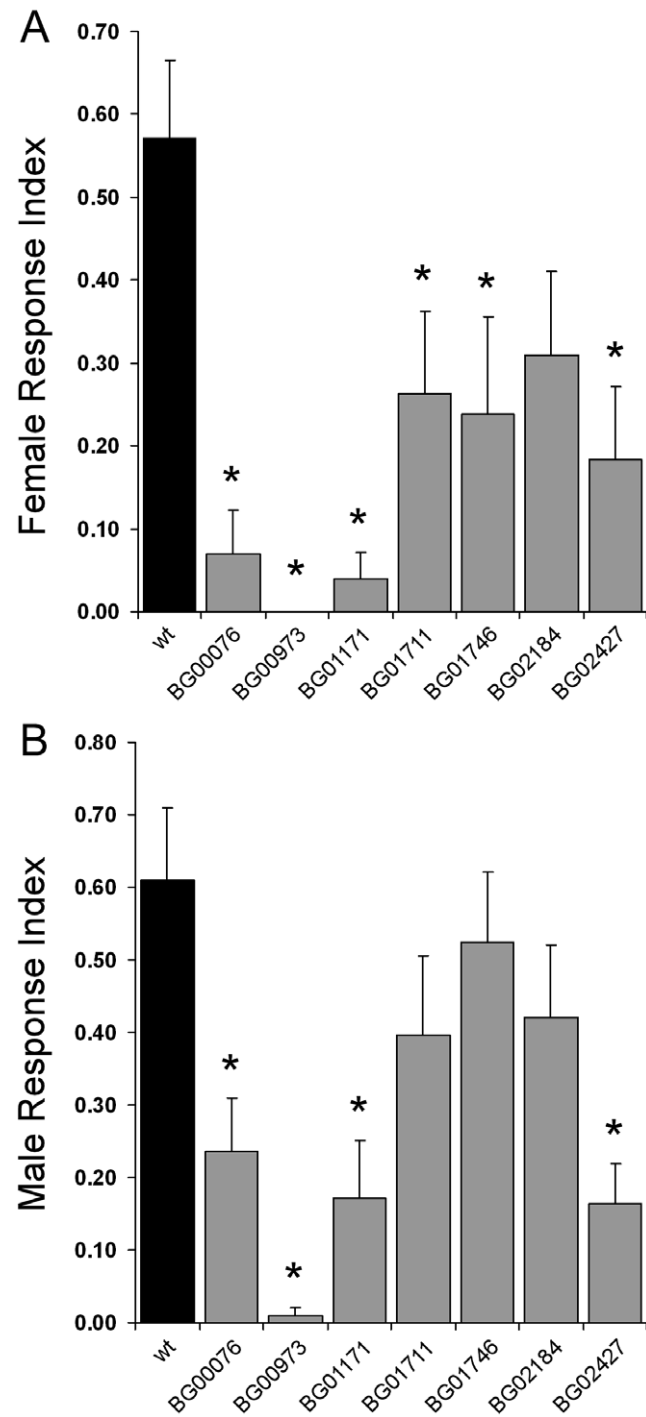 A
Female Response Index
0.70
0.60
0.50
0.40
0.30
0.20
0.10
0.00
*
*
*
*
*
*
wt
BG00076
BG00973
BG01171
BG01711
BG01746
BG02184
BG02427
B
Male Response Index
0.80
0.70
0.60
0.50
0.40
0.30
0.20
0.10
0.00
*
*
*
*
wt
BG00076
BG00973
BG01171
BG01711
BG01746
BG02184
BG02427